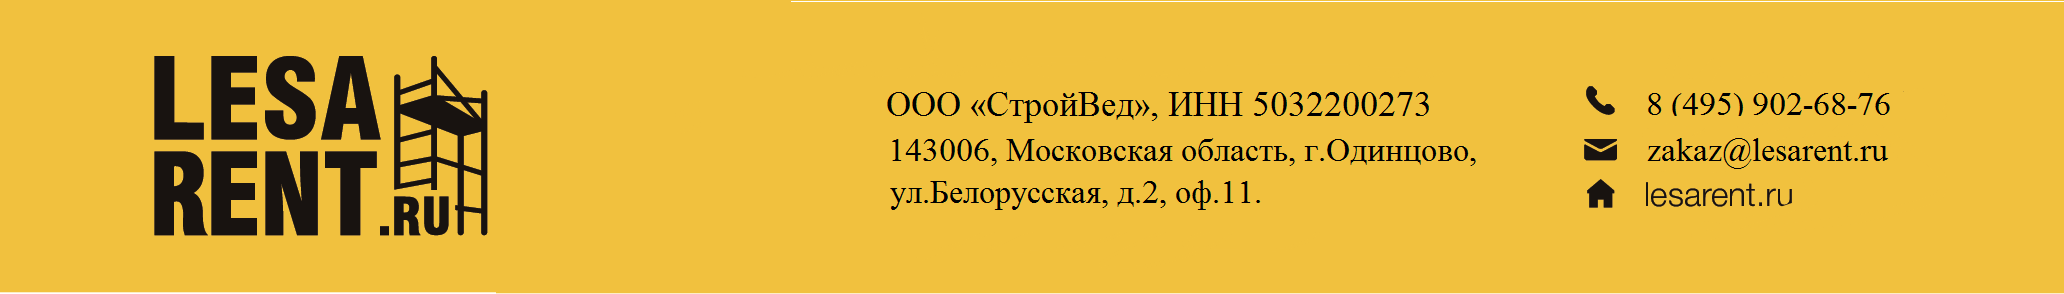 LESA
RENT
.RU
ООО «СтройВед», ИНН 5032200273
143006, Московская область, г.Одинцово,
ул.Белорусская, д.2, оф.11.
8 (495) 902-68-76
zakaz@lesarent.ru
lesarent.ru